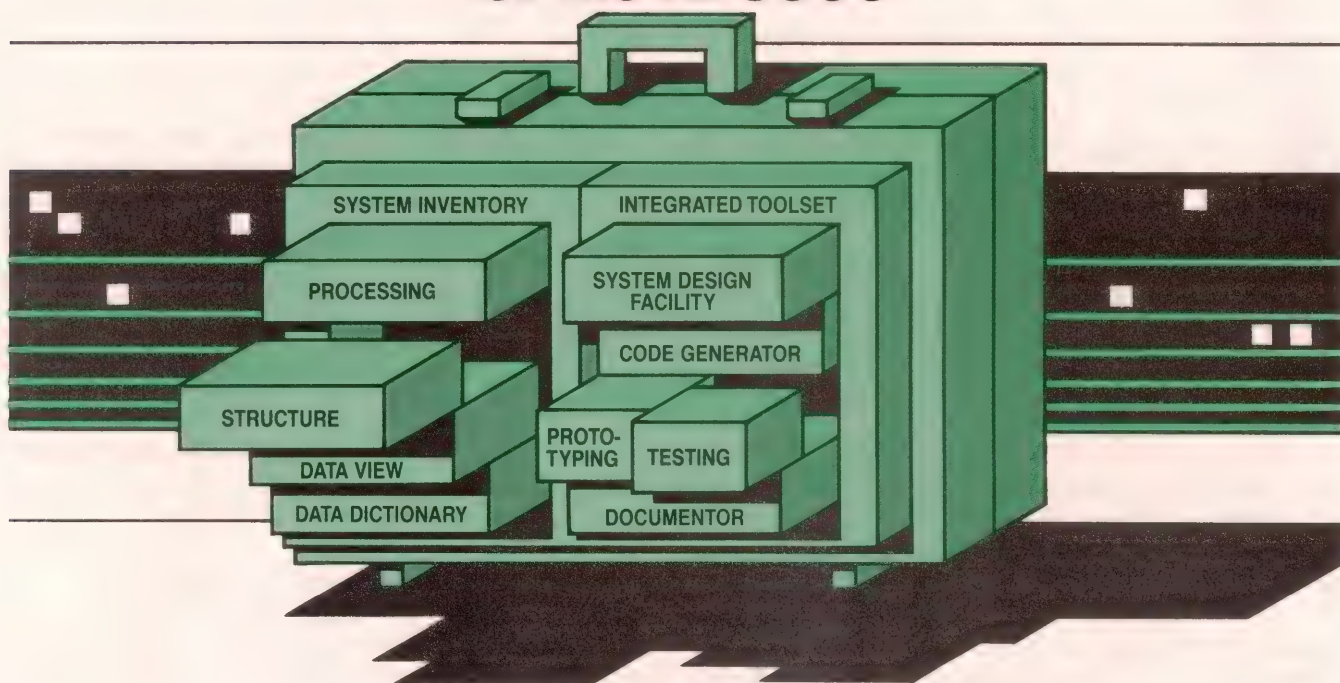 SYSTEM INVENTORY
PROCESSING
STRUCTURE
DATA VIEW
DATA DICTIONARY
INTEGRATED TOOLSET
SYSTEM DESIGN
FACILITY
CODE GENERATOR
PROTO-
TYPING
TESTING
DOCUMENTOR